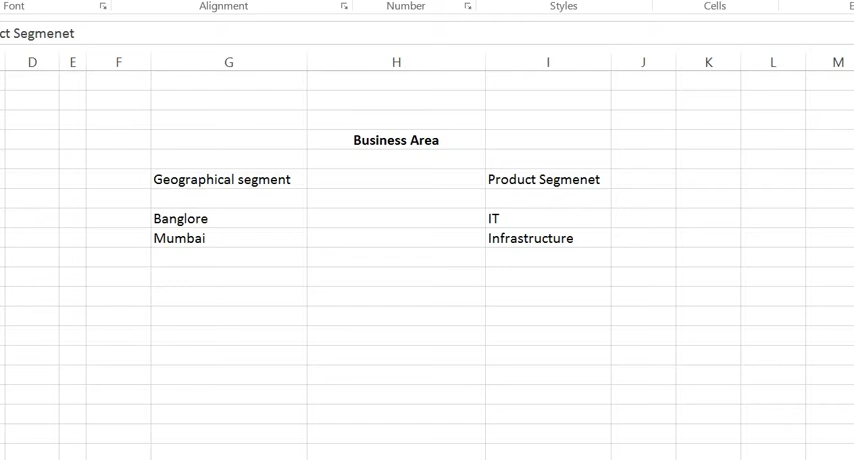 Font Alignment Number Styles Cells
ct Segmenet
D E F G H I J K L M
Business Area
Geographical segment Product Segmenet
Banglore IT
Mumbai Infrastructure